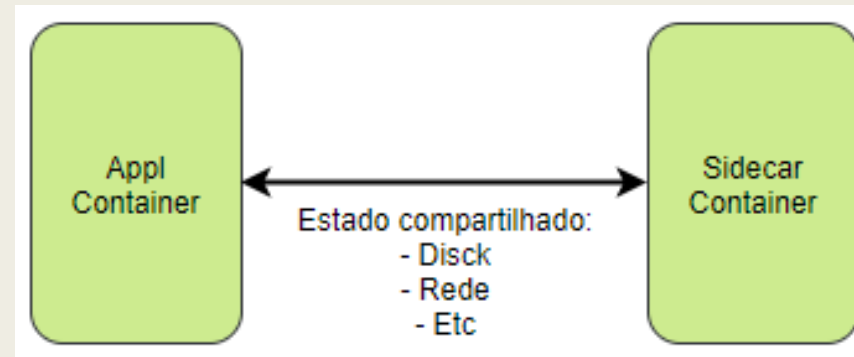 Appl
Container
Estado compartilhado:
- Disck
- Rede
- Etc
Sidecar
Container